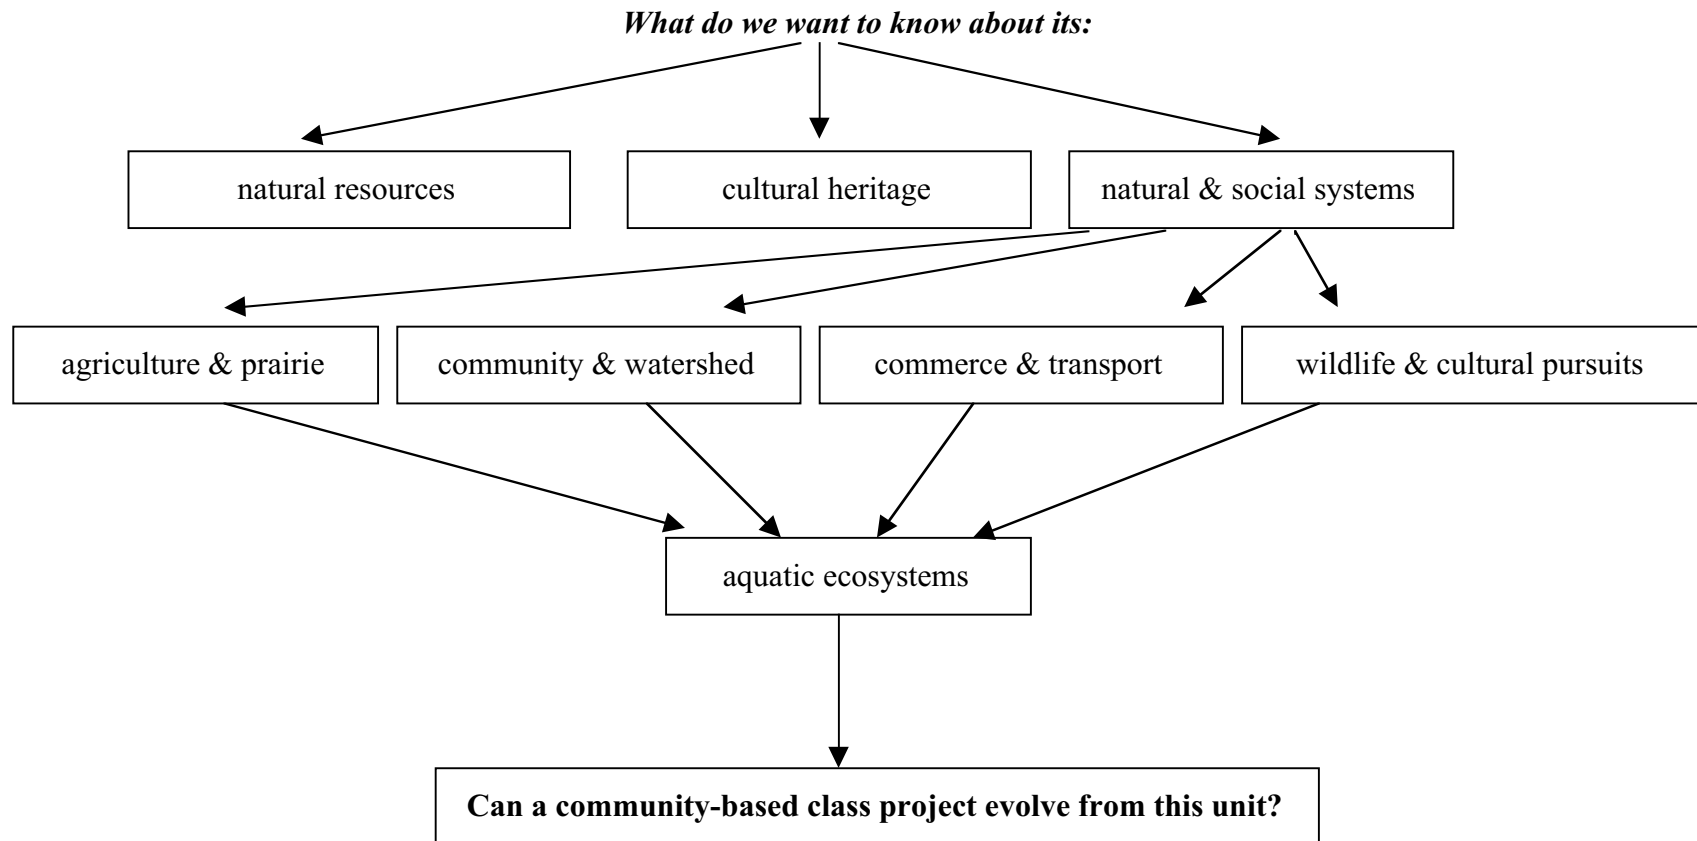 What do we want to know about its:
natural resources
cultural heritage
natural & social systems
agriculture & prairie
community & watershed
commerce & transport
wildlife & cultural pursuits
aquatic ecosystems
Can a community-based class project evolve from this unit?